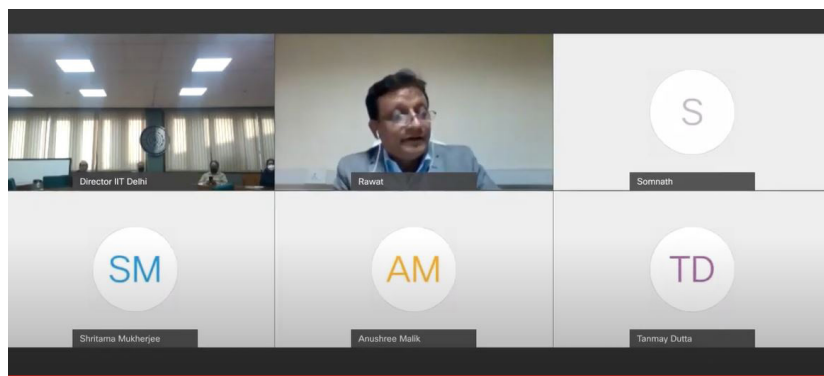 Director IIT Delhi
Rawat
S
Somnath
SM
Shritama Mukherjee
AM
Anushree Malik
TD
Tanmay Dutta